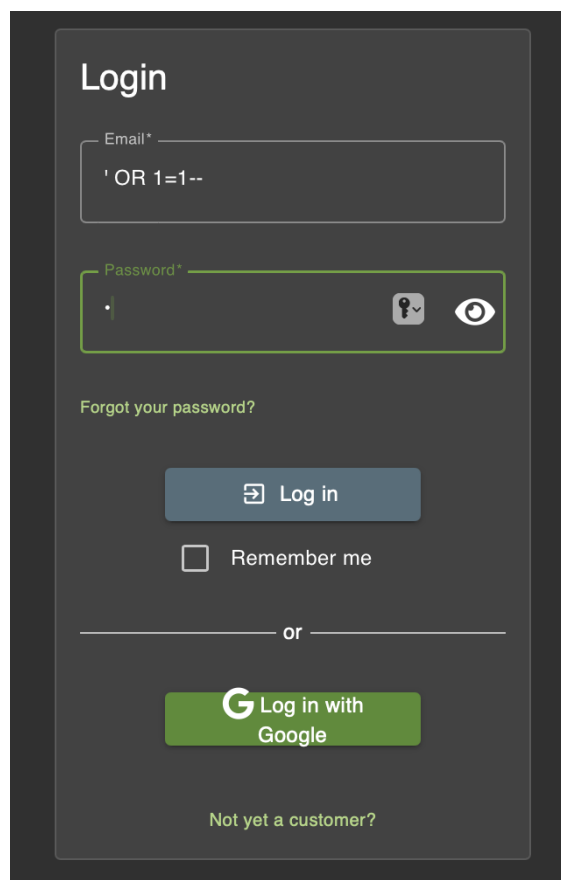 Login
Email*
' OR 1=1--
Password*
•
Forgot your password?
Log in
Remember me
or
G Log in with
Google
Not yet a customer?